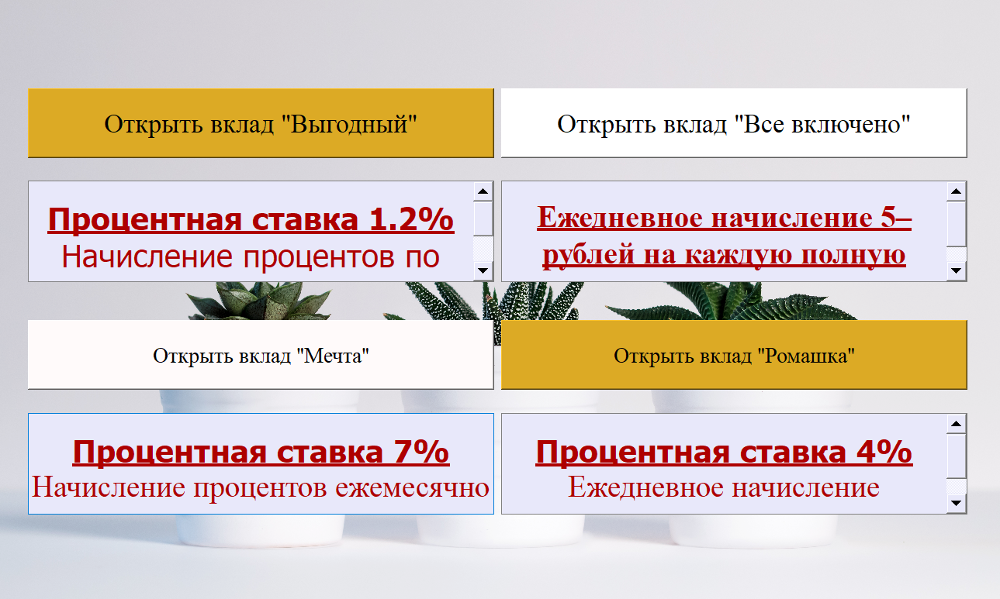 Открыть вклад "Выгодный"
Открыть вклад "Все включено"
Процентная ставка 1.2%
Начисление процентов по
Ежедневное начисление 5–
рублей на каждую полную
Открыть вклад "Мечта"
Открыть вклад "Ромашка"
Процентная ставка 7%
Начисление процентов ежемесячно
Процентная ставка 4%
Ежедневное начисление